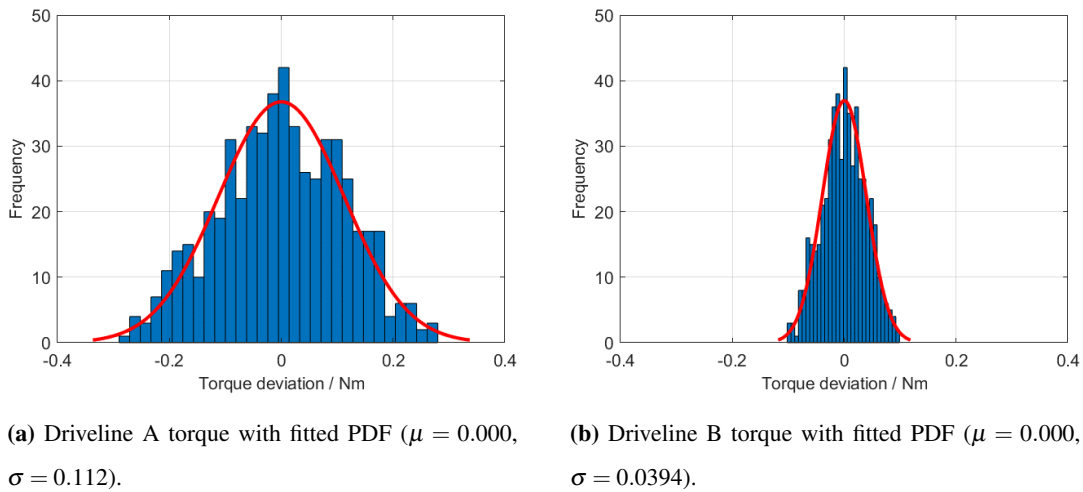 50
40
30
20
10
0
Frequency
-0.4 -0.2 0 0.2 0.4
Torque deviation / Nm
(a) Driveline A torque with fitted PDF (μ = 0.000,
σ = 0.112).
50
40
30
20
10
0
Frequency
-0.4 -0.2 0 0.2 0.4
Torque deviation / Nm
(b) Driveline B torque with fitted PDF (μ = 0.000,
σ = 0.0394).